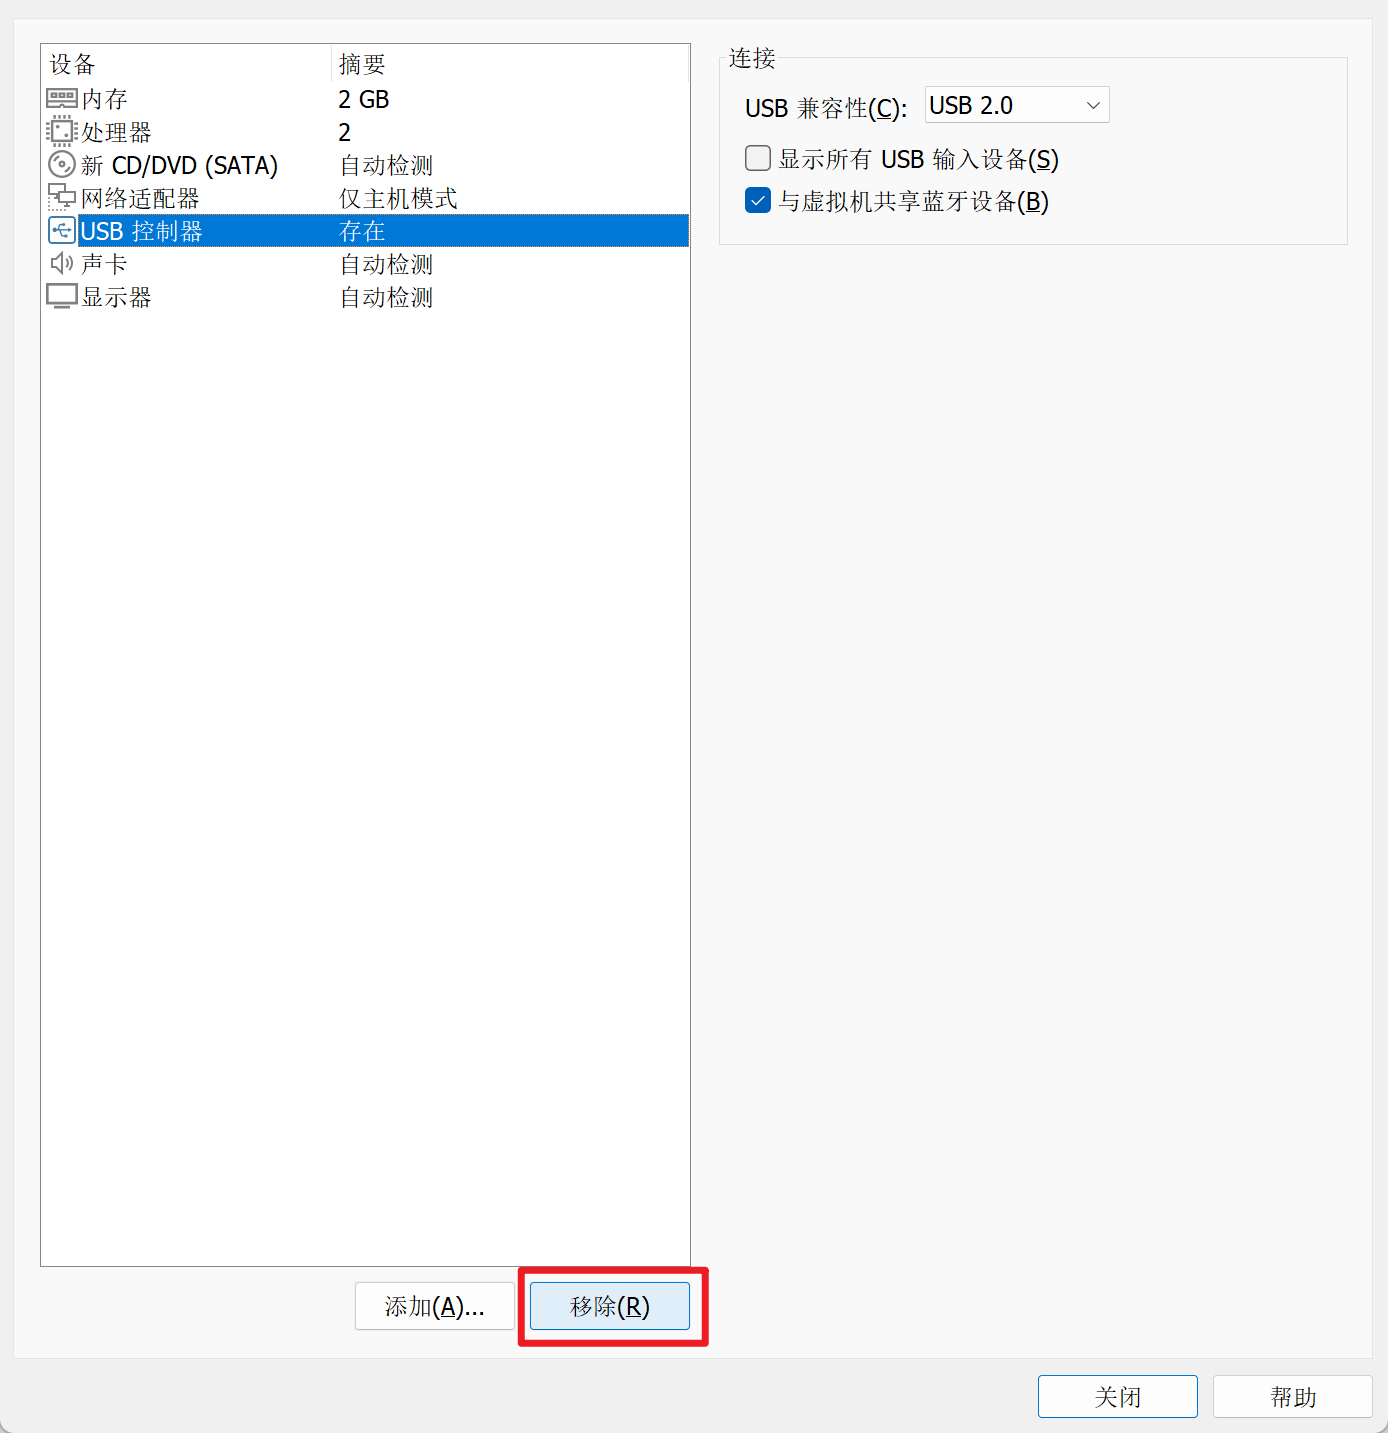 设备 摘要
内存 2 GB
处理器 2
新 CD/DVD (SATA) 自动检测
网络适配器 仅主机模式
USB 控制器 存在
声卡 自动检测
显示器 自动检测
添加(A)... 移除(R)
连接
USB 兼容性(C): USB 2.0
显示所有 USB 输入设备(S)
与虚拟机共享蓝牙设备(B)
关闭 帮助